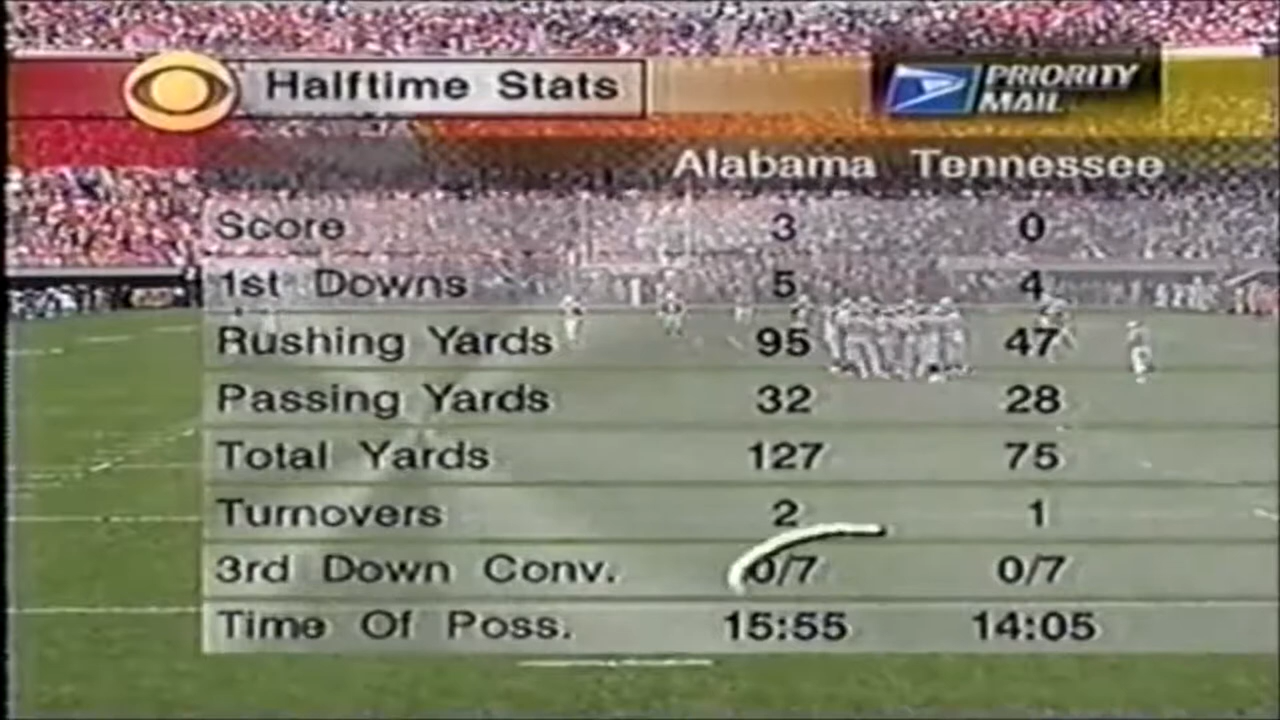 Halftime Stats
PRIORITY
MAIL
Alabama Tennessee
Score 3 0
1st Downs 5 4
Rushing Yards 95 47
Passing Yards 32 28
Total Yards 127 75
Turnovers 2 1
3rd Down Conv. 0/7 0/7
Time Of Poss. 15:55 14:05